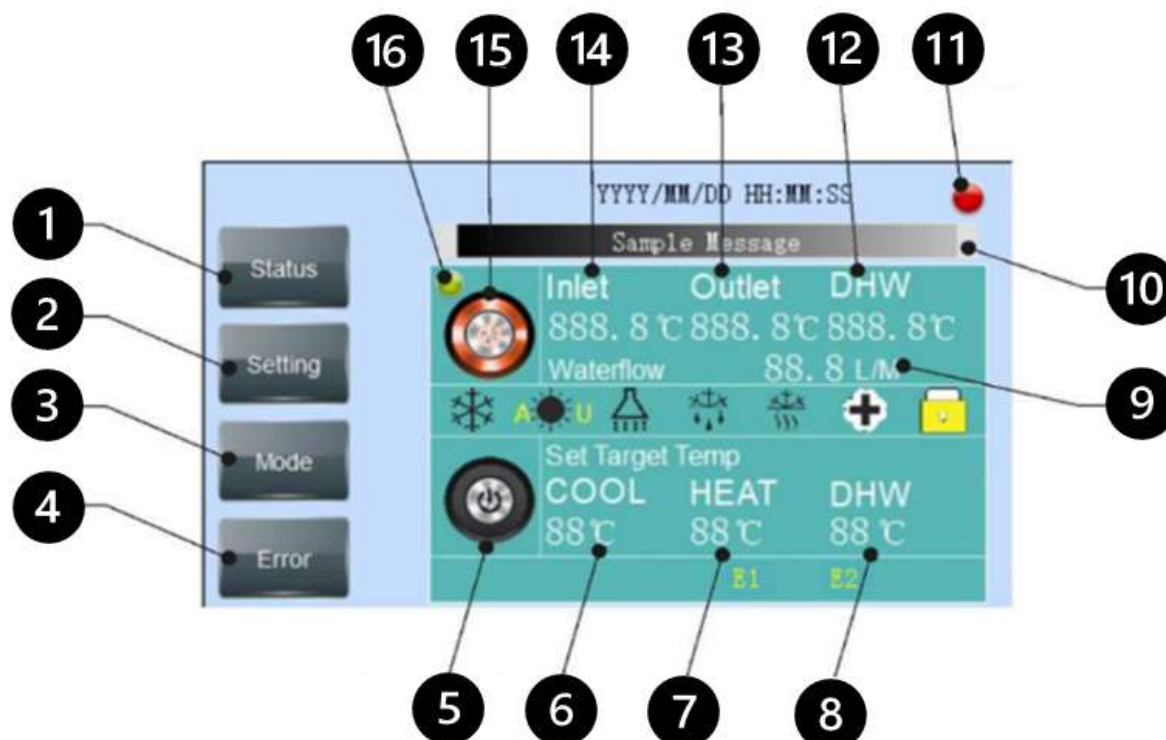 16 15 14 13 12 11
YYYY/MM/DD HH:MM:SS
1
Sample Message
Status
Inlet Outlet DHW
10
2
888.8℃ 888.8℃ 888.8℃
Setting
Waterflow 88.8 L/M
9
3
A U
Mode
Set Target Temp
COOL HEAT DHW
4
88℃ 88℃ 88℃
Error
E1 E2
5 6 7 8